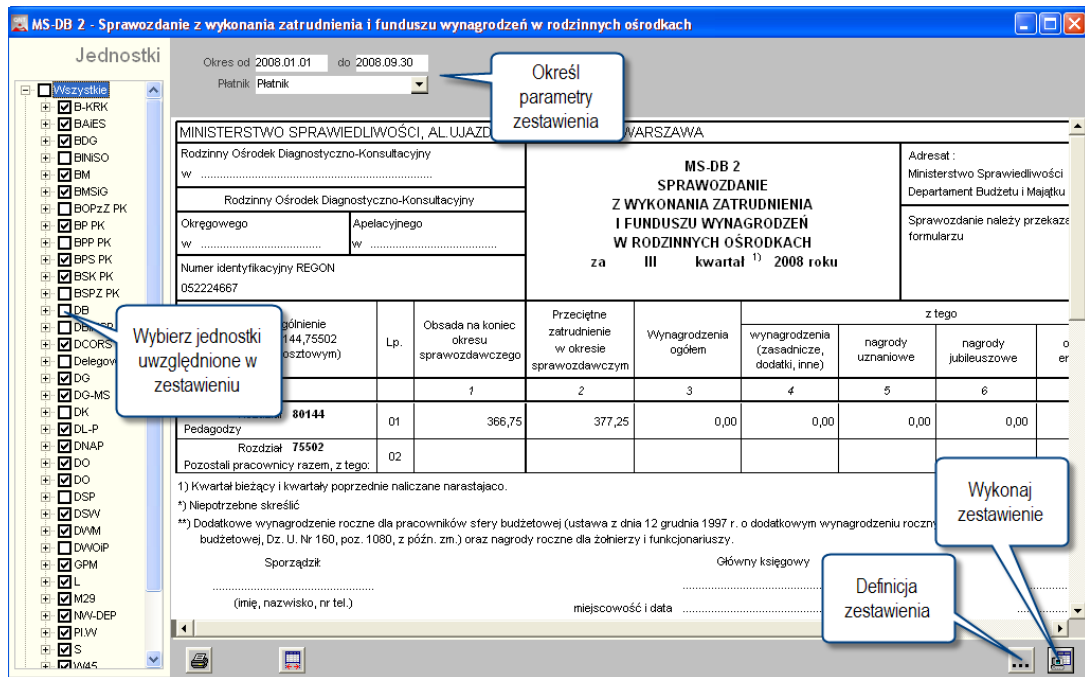 MS-DB 2 - Sprawozdanie z wykonania zatrudnienia i funduszu wynagrodzeń w rodzinnych ośrodkach
Jednostki
Wszystkie
B-KRK
BAiES
BDG
BINiSO
BM
BMSiG
BOPzZ PK
BP PK
BPP PK
BPS PK
BSK PK
BSPZ PK
DB
DCORS
DG
DG-MS
DK
DL-P
DNAP
DO
DO
DSP
DSW
DWM
DWOiP
GPM
L
M29
NW-DEP
PI.W
S
W45
Okres od 2008.01.01 do 2008.09.30
Płatnik Płatnik
Określ
parametry
zestawienia
Wybierz jednostki
uwzględnione w
zestawieniu
MINISTERSTWO SPRAWIEDLIWOŚCI, AL.UJAZD
Rodzinny Ośrodek Diagnostyczno-Konsultacyjny
w ..........................................................
Rodzinny Ośrodek Diagnostyczno-Konsultacyjny
Okręgowego
w ..............................
Apelacyjnego
w ................................
Numer identyfikacyjny REGON
052224667
MS-DB 2
SPRAWOZDANIE
Z WYKONANIA ZATRUDNIENIA
I FUNDUSZU WYNAGRODZEŃ
W RODZINNYCH OŚRODKACH
za III kwartał 1) 2008 roku
Adresat :
Ministerstwo Sprawiedliwości
Departament Budżetu i Majątku
Sprawozdanie należy przekaza
formularzu
144,75502
Lp.
Obsada na koniec
okresu
sprawozdawczego
Przeciętne
zatrudnienie
w okresie
sprawozdawczym
Wynagrodzenia
ogółem
z tego
wynagrodzenia
(zasadnicze,
dodatki, inne)
nagrody
uznaniowe
nagrody
jubileuszowe
1 2 3 4 5 6
80144
Pedagodzy 01 366,75 377,25 0,00 0,00 0,00 0,00
Rozdział 75502
Pozostali pracownicy razem, z tego: 02
1) Kwartał bieżący i kwartały poprzednie naliczane narastajaco.
*) Niepotrzebne skreślić
**) Dodatkowe wynagrodzenie roczne dla pracowników sfery budżetowej (ustawa z dnia 12 grudnia 1997 r. o dodatkowym wynagrodzeniu roczny
budżetowej, Dz. U. Nr 160, poz. 1080, z późn. zm.) oraz nagrody roczne dla żołnierzy i funkcjonariuszy.
Sporządził:
(imię, nazwisko, nr tel.)
Główny księgowy
miejscowość i data
Definicja
zestawienia
Wykonaj
zestawienie
...